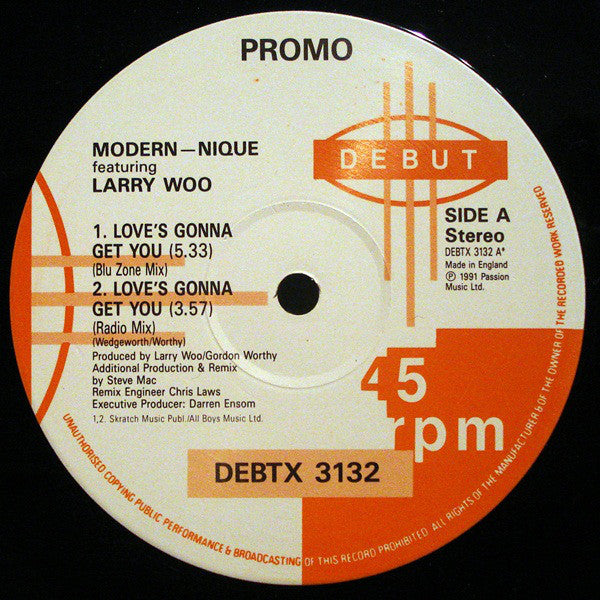 PROMO
MODERN—NIQUE
featuring
LARRY WOO
DEBUT
1. LOVE'S GONNA
GET YOU (5.33)
(Blu Zone Mix)
2. LOVE'S GONNA
GET YOU (3.57)
(Radio Mix)
(Wedgeworth/Worthy)
Produced by Larry Woo/Gordon Worthy
Additional Production & Remix
by Steve Mac
Remix Engineer Chris Laws
Executive Producer: Darren Ensom
1,2. Skratch Music Publ./All Boys Music Ltd.
SIDE A
Stereo
DEBTX 3132 A*
Made in England
℗ 1991 Passion
Music Ltd.
45
rpm
DEBTX 3132
UNAUTHORISED COPYING PUBLIC PERFORMANCE & BROADCASTING OF THIS RECORD PROHIBITED. ALL RIGHTS OF THE MANUFACTURER & OF THE OWNER OF THE RECORDED WORK RESERVED